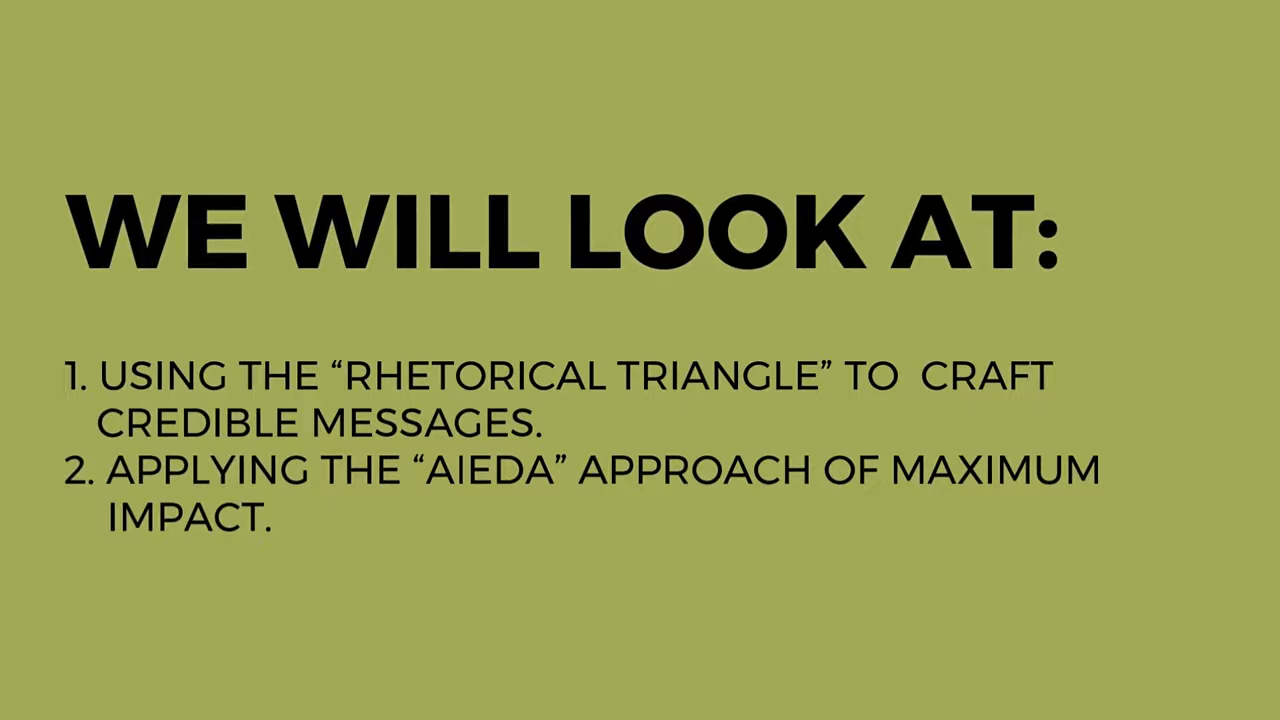 WE WILL LOOK AT:
1. USING THE “RHETORICAL TRIANGLE” TO CRAFT
CREDIBLE MESSAGES.
2. APPLYING THE “AIEDA” APPROACH OF MAXIMUM
IMPACT.